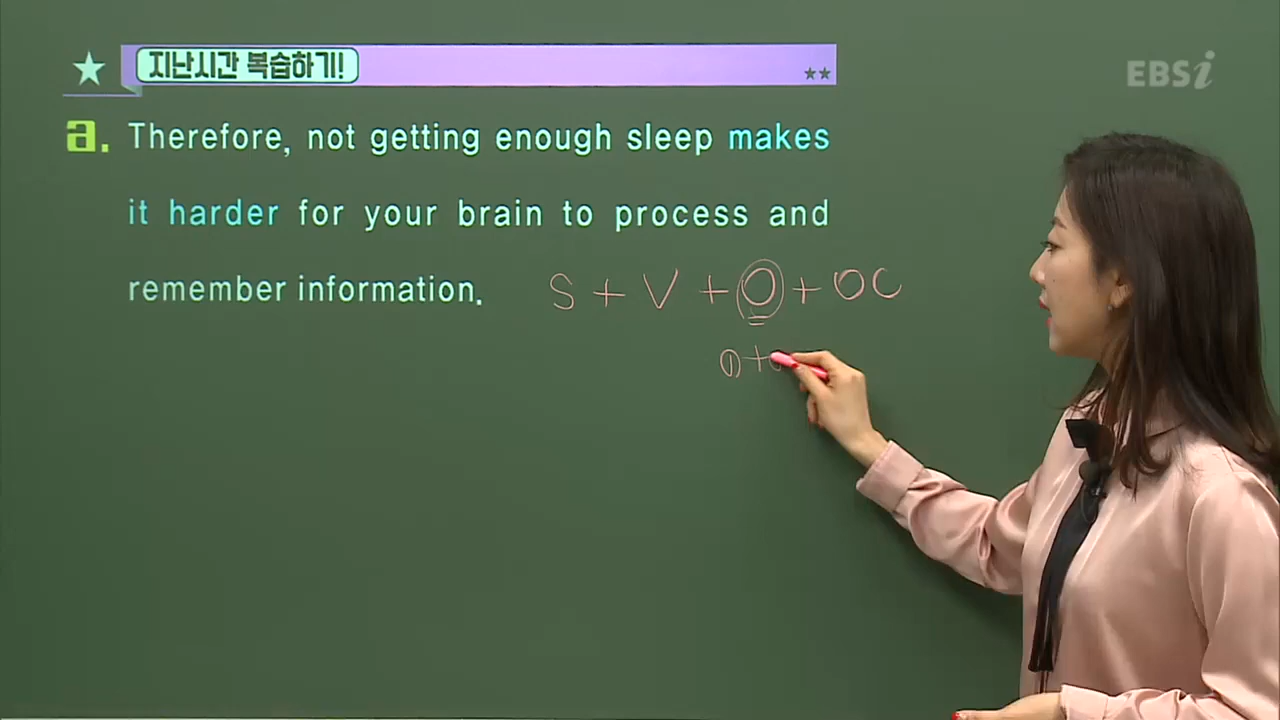 지난시간 복습하기!
EBSi
a. Therefore, not getting enough sleep makes
it harder for your brain to process and
remember information.
S + V + O + OC
① +